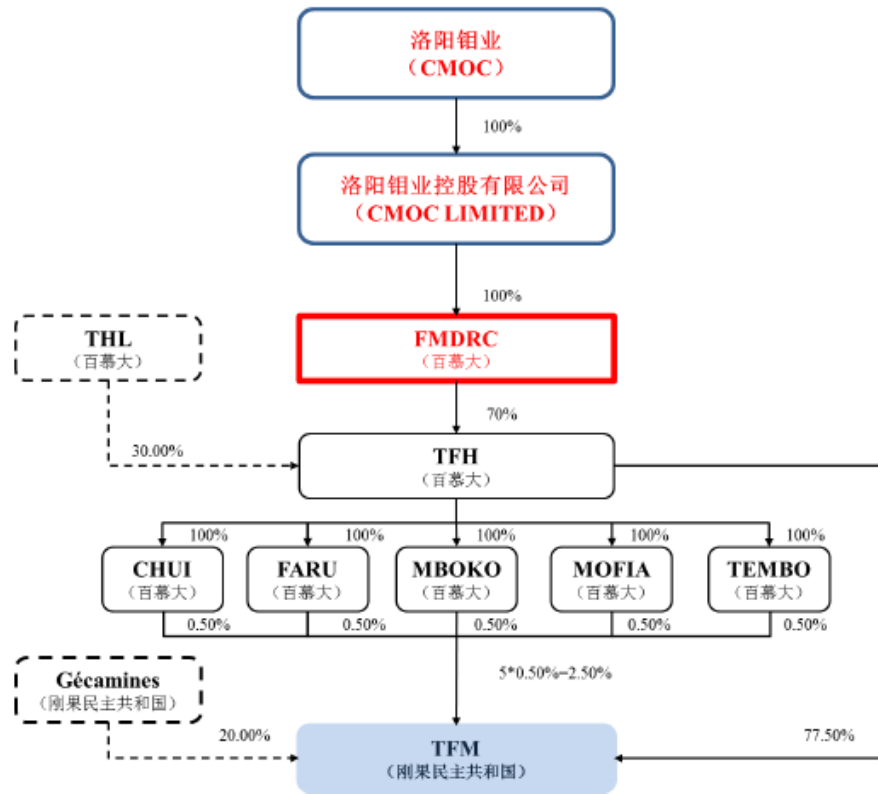 洛阳钼业
（CMOC）
100%
洛阳钼业控股有限公司
（CMOC LIMITED）
100%
THL
（百慕大）
FMDRC
（百慕大）
70%
30.00%
TFH
（百慕大）
100% 100% 100% 100% 100%
CHUI FARU MBOKO MOFIA TEMBO
（百慕大） （百慕大） （百慕大） （百慕大） （百慕大）
0.50% 0.50% 0.50% 0.50% 0.50%
5*0.50%=2.50%
Gécamines
（刚果民主共和国）
20.00% 77.50%
TFM
（刚果民主共和国）